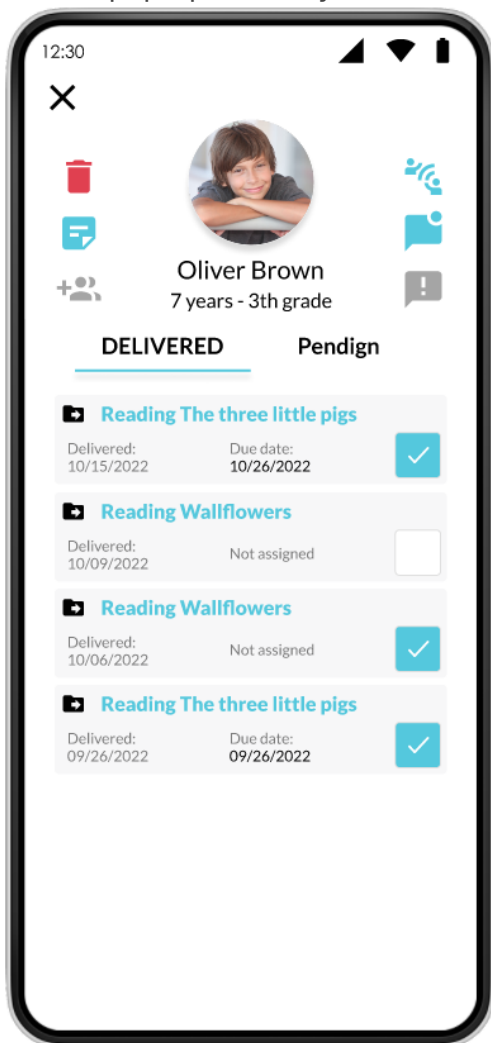 12:30
Oliver Brown
7 years - 3th grade
DELIVERED Pendign
Reading The three little pigs
Delivered: Due date:
10/15/2022 10/26/2022
Reading Wallflowers
Delivered:
10/09/2022 Not assigned
Reading Wallflowers
Delivered:
10/06/2022 Not assigned
Reading The three little pigs
Delivered: Due date:
09/26/2022 09/26/2022